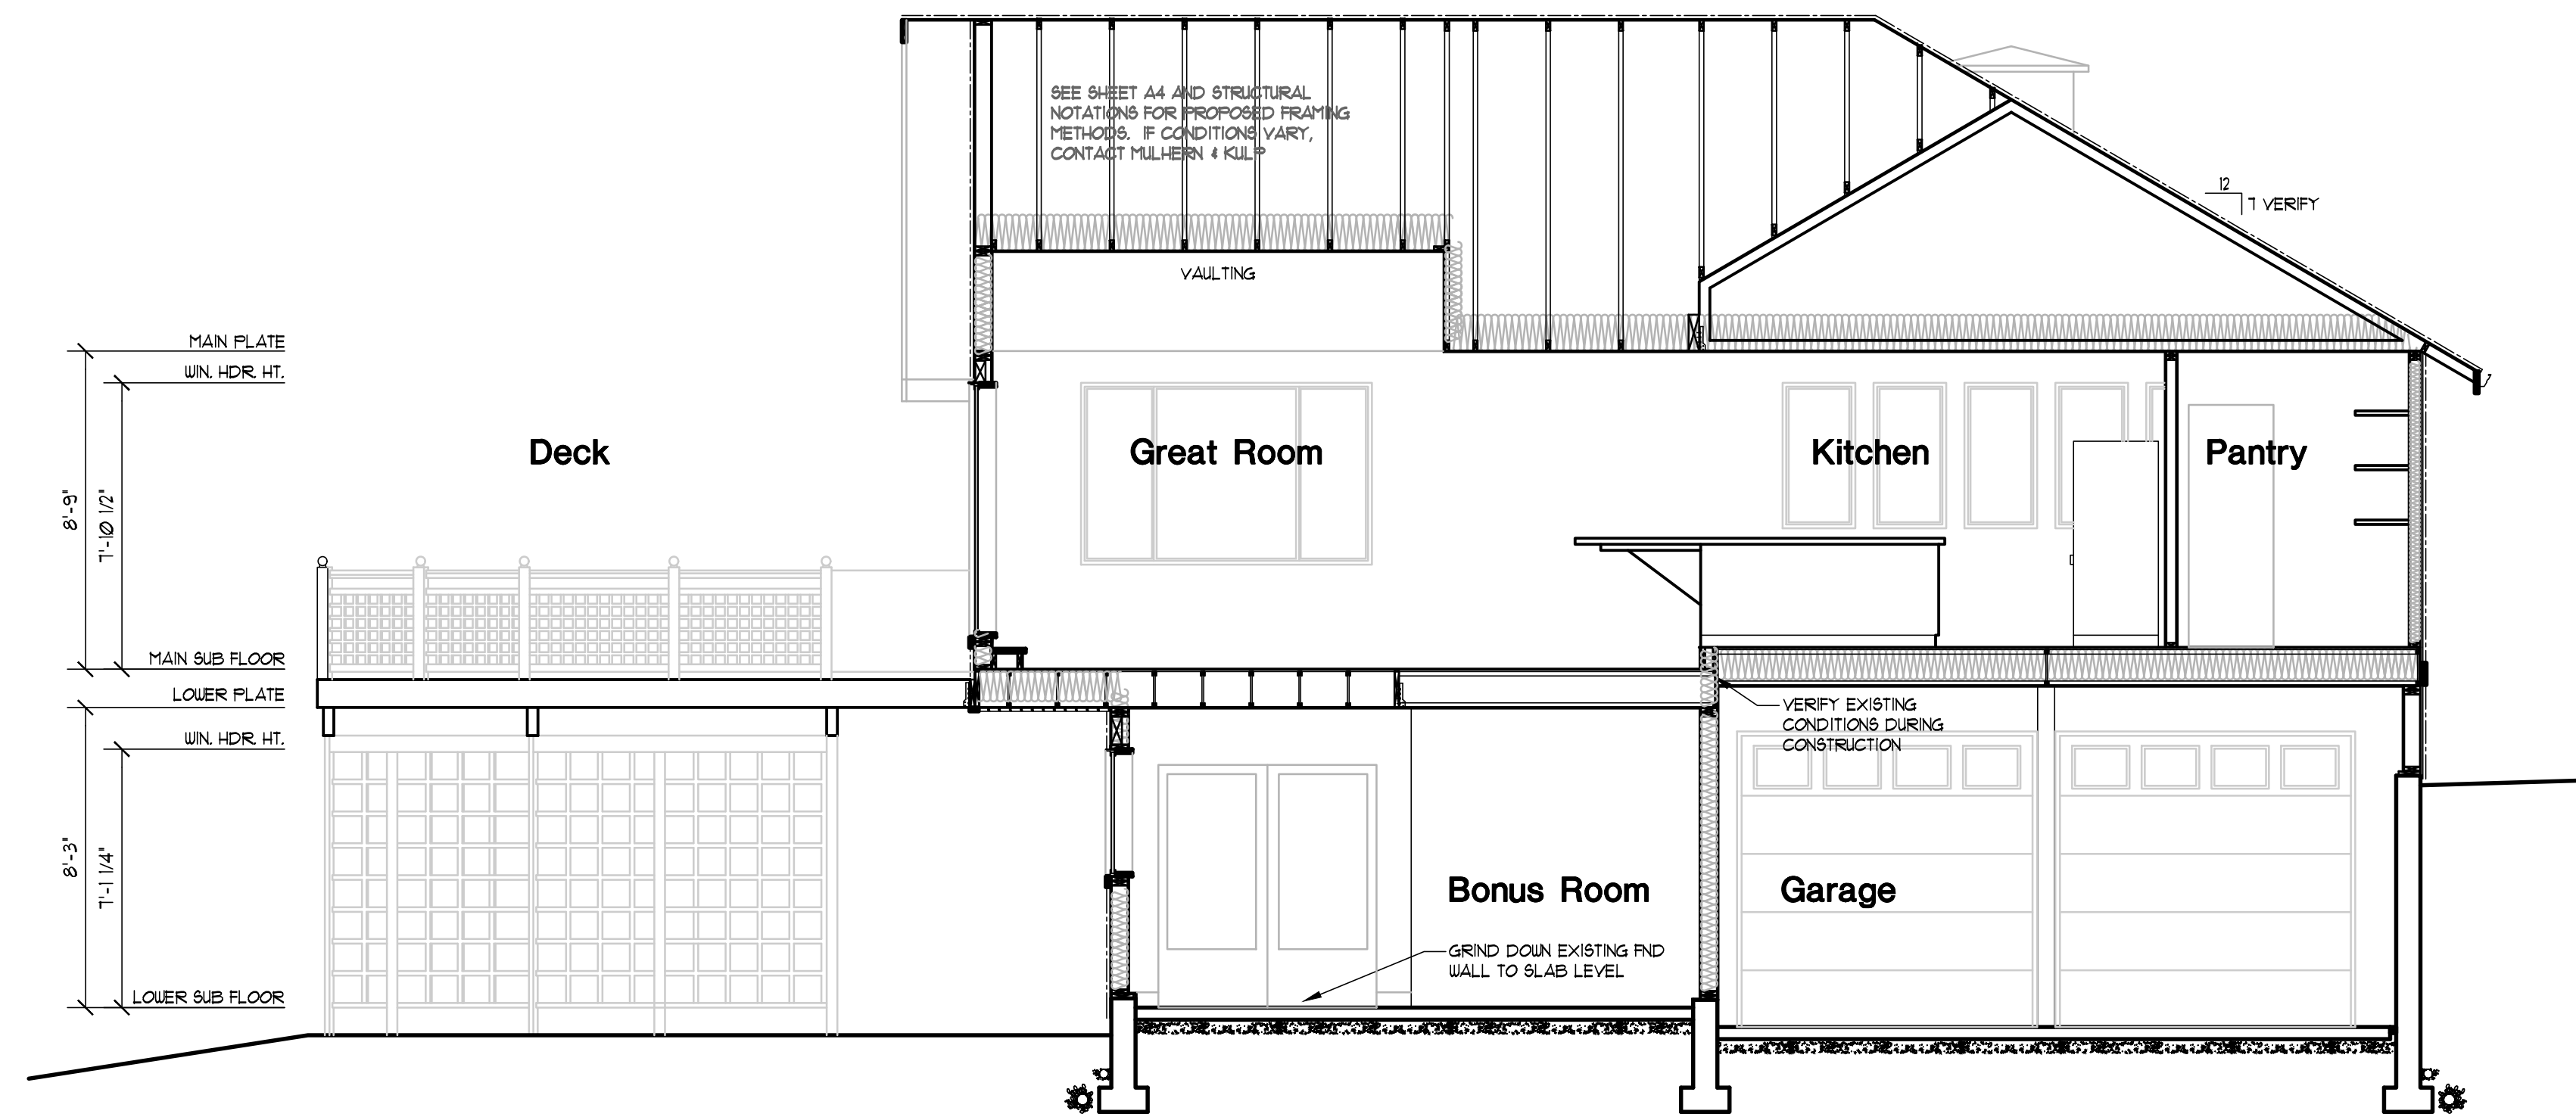 SEE SHEET A4 AND STRUCTURAL
NOTATIONS FOR PROPOSED FRAMING
METHODS. IF CONDITIONS VARY,
CONTACT MULHERN & KULP
12
7 VERIFY
VAULTING
MAIN PLATE
WIN. HDR. HT.
Deck
Great Room
Kitchen
Pantry
8'-9"
7'-10 1/2"
MAIN SUB FLOOR
LOWER PLATE
WIN. HDR. HT.
VERIFY EXISTING
CONDITIONS DURING
CONSTRUCTION
8'-3"
7'-1 1/4"
Bonus Room
Garage
GRIND DOWN EXISTING FND
WALL TO SLAB LEVEL
LOWER SUB FLOOR